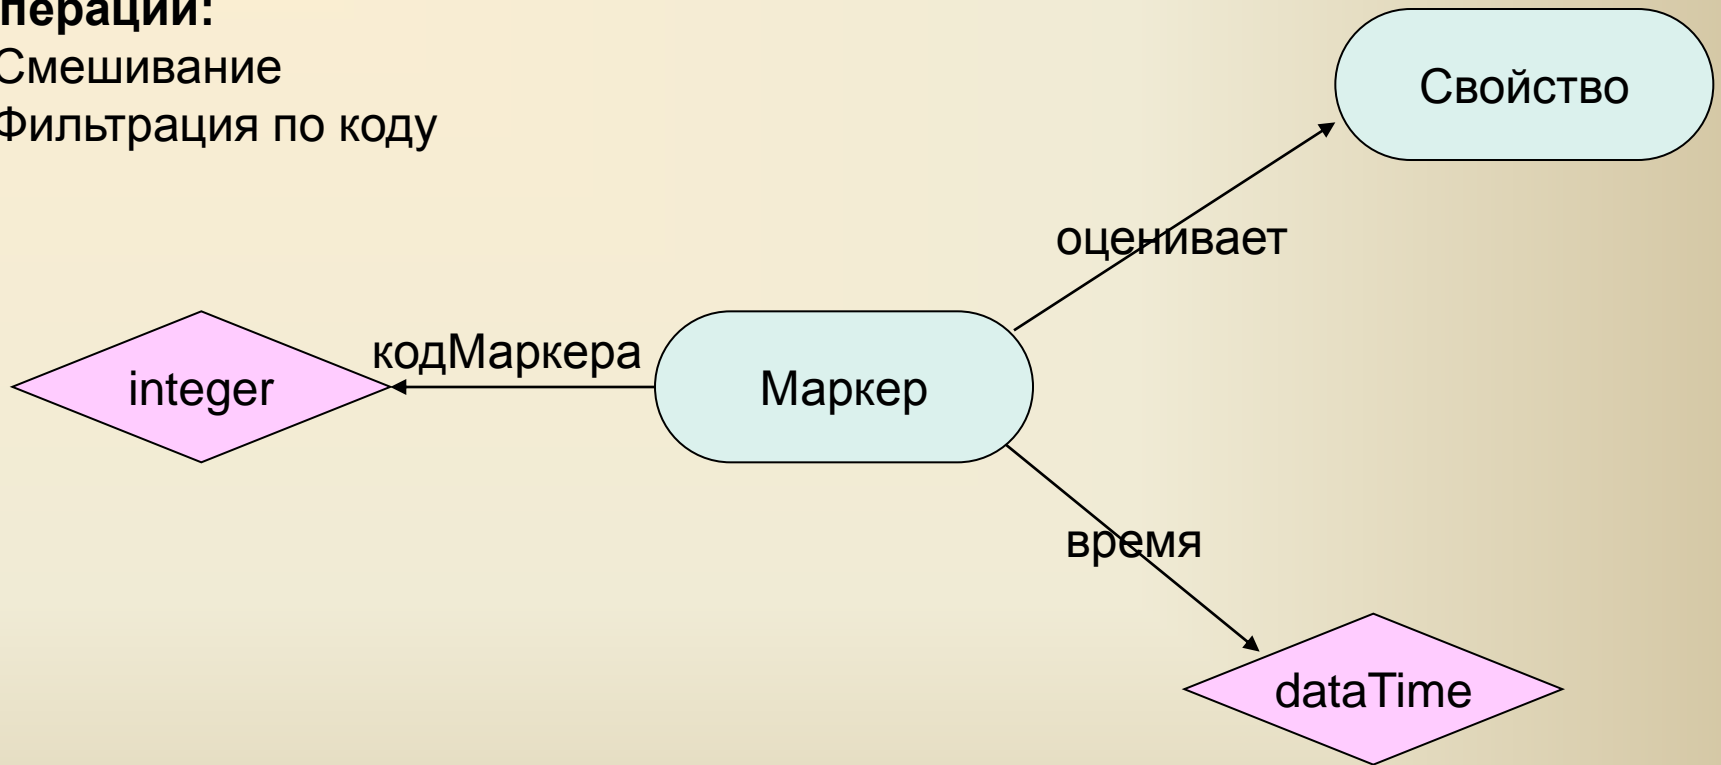 перации:
Смешивание
Фильтрация по коду
Свойство
оценивает
кодМаркера
integer
Маркер
время
dataTime